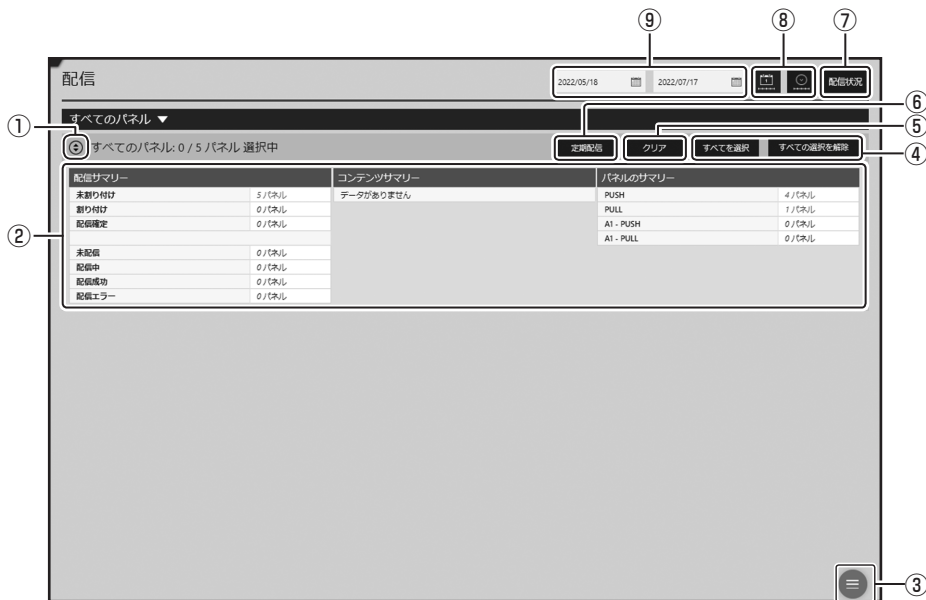 ⑨ ⑧ ⑦
配信 2022/05/18 2022/07/17 1 配信状況
⑥
すべてのパネル ▼
① ⑤
すべてのパネル: 0 / 5 パネル 選択中 定期配信 クリア すべてを選択 すべての選択を解除
④
配信サマリー コンテンツサマリー パネルのサマリー
未割り付け 5 パネル データがありません PUSH 4 パネル
割り付け 0 パネル PULL 1 パネル
配信確定 0 パネル A1 - PUSH 0 パネル
② A1 - PULL 0 パネル
未配信 0 パネル
配信中 0 パネル
配信成功 0 パネル
配信エラー 0 パネル
③